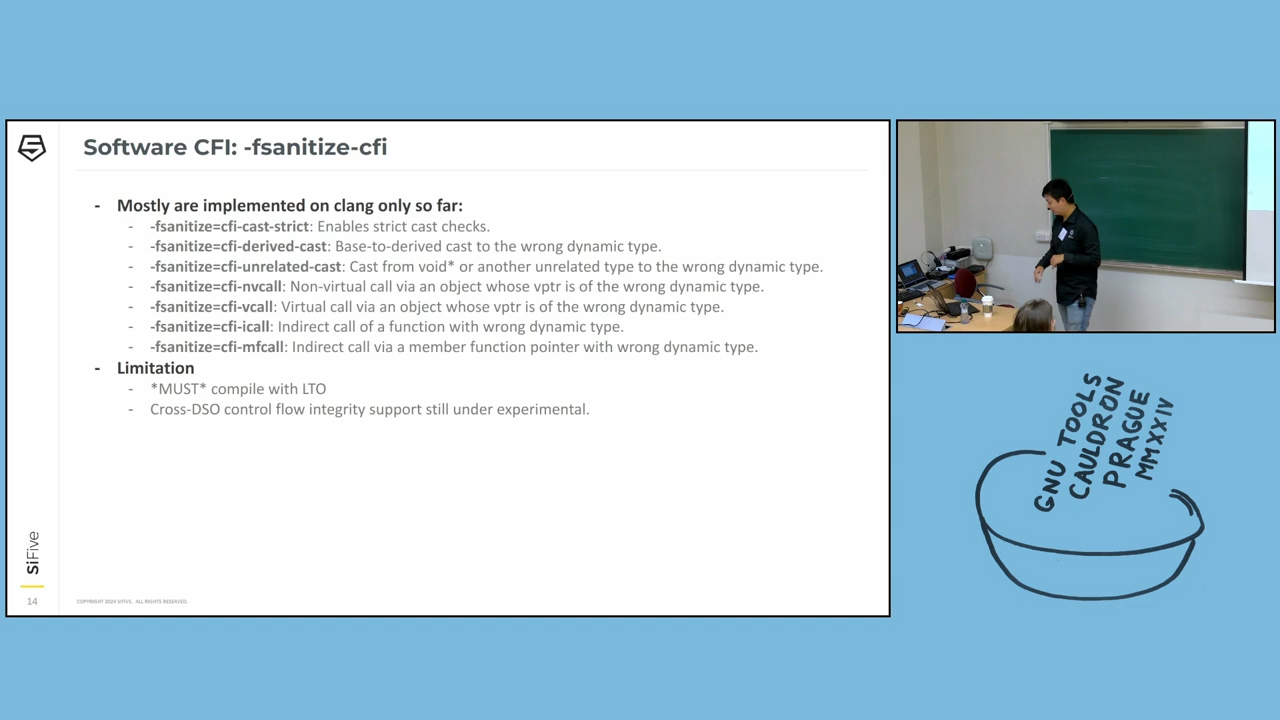 Software CFI: -fsanitize-cfi
- Mostly are implemented on clang only so far:
- -fsanitize=cfi-cast-strict: Enables strict cast checks.
- -fsanitize=cfi-derived-cast: Base-to-derived cast to the wrong dynamic type.
- -fsanitize=cfi-unrelated-cast: Cast from void* or another unrelated type to the wrong dynamic type.
- -fsanitize=cfi-nvcall: Non-virtual call via an object whose vptr is of the wrong dynamic type.
- -fsanitize=cfi-vcall: Virtual call via an object whose vptr is of the wrong dynamic type.
- -fsanitize=cfi-icall: Indirect call of a function with wrong dynamic type.
- -fsanitize=cfi-mfcall: Indirect call via a member function pointer with wrong dynamic type.
- Limitation
- *MUST* compile with LTO
- Cross-DSO control flow integrity support still under experimental.
SiFive
14
COPYRIGHT 2024 SIFIVE. ALL RIGHTS RESERVED.
GNU TOOLS
CAULDRON
PRAGUE
MMXXIV